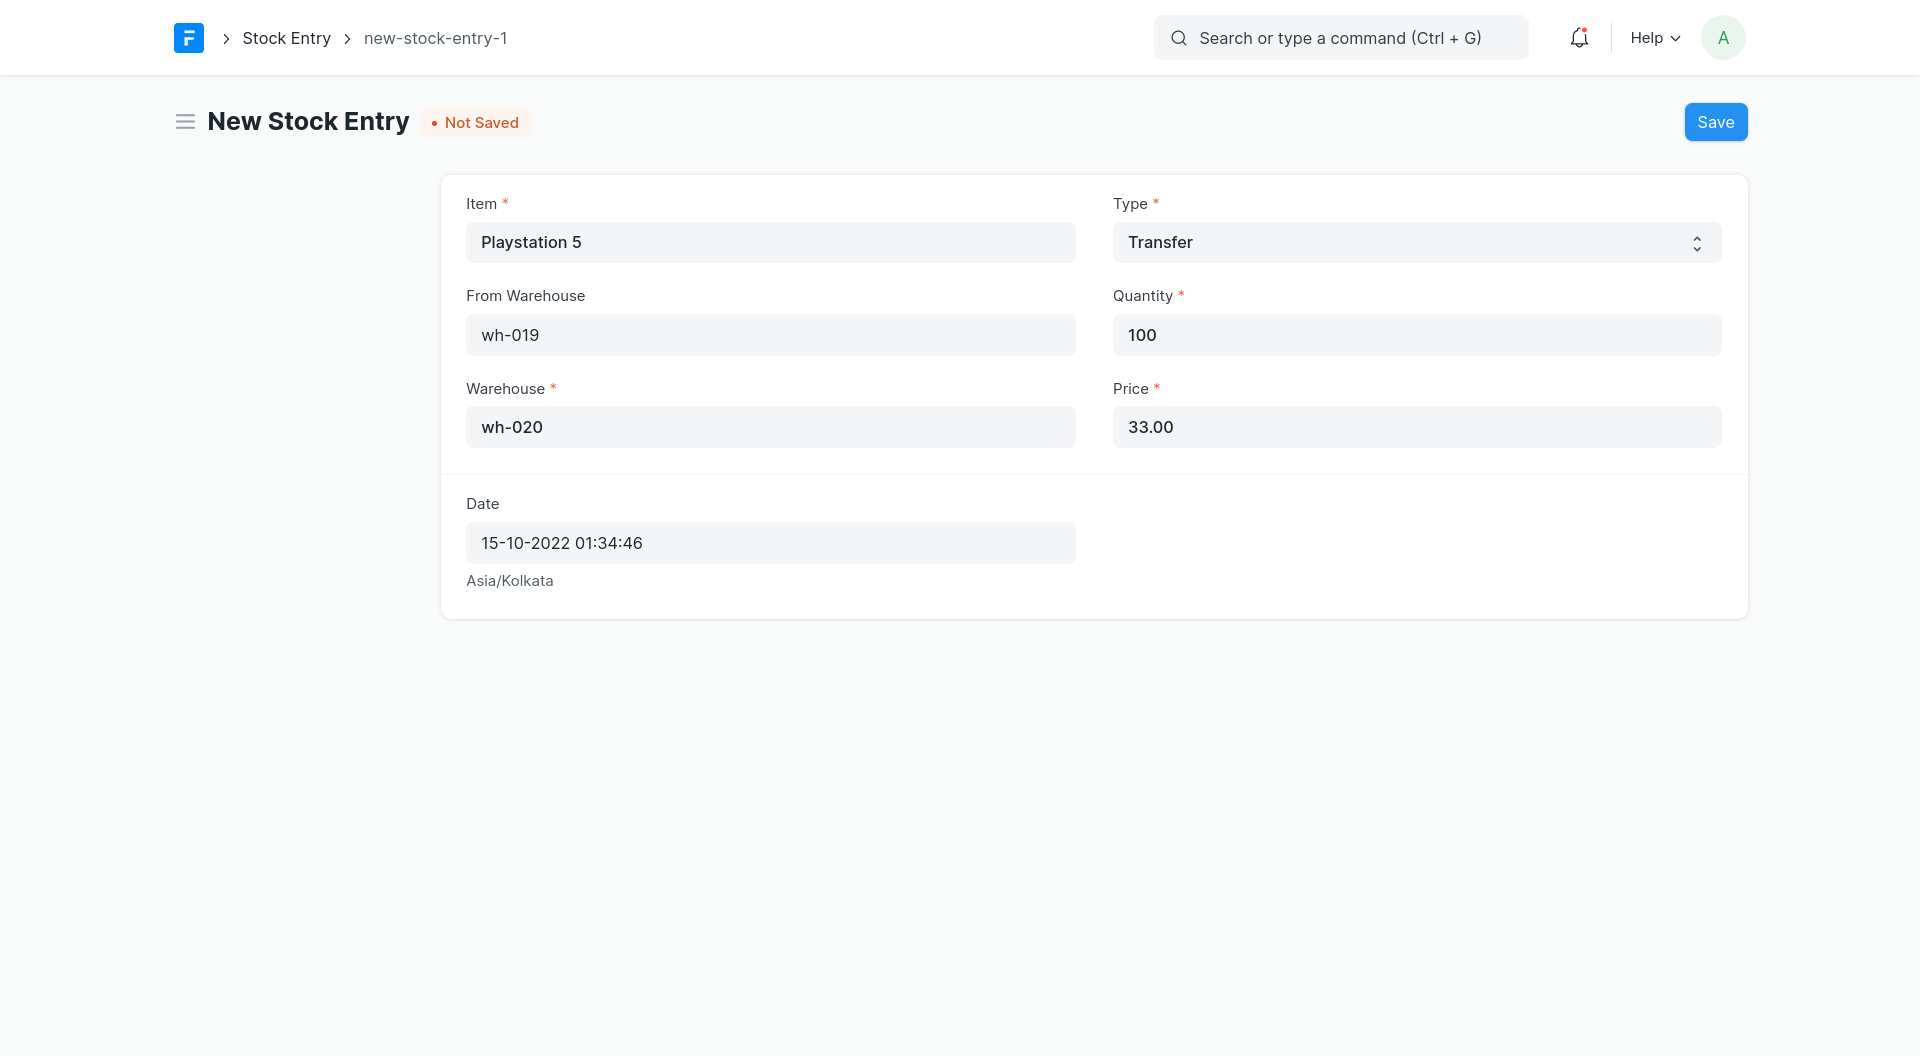 Stock Entry
new-stock-entry-1
Search or type a command (Ctrl + G)
Help
A
New Stock Entry
• Not Saved
Save
Item *
Playstation 5
Type *
Transfer
From Warehouse
wh-019
Quantity *
100
Warehouse *
wh-020
Price *
33.00
Date
15-10-2022 01:34:46
Asia/Kolkata